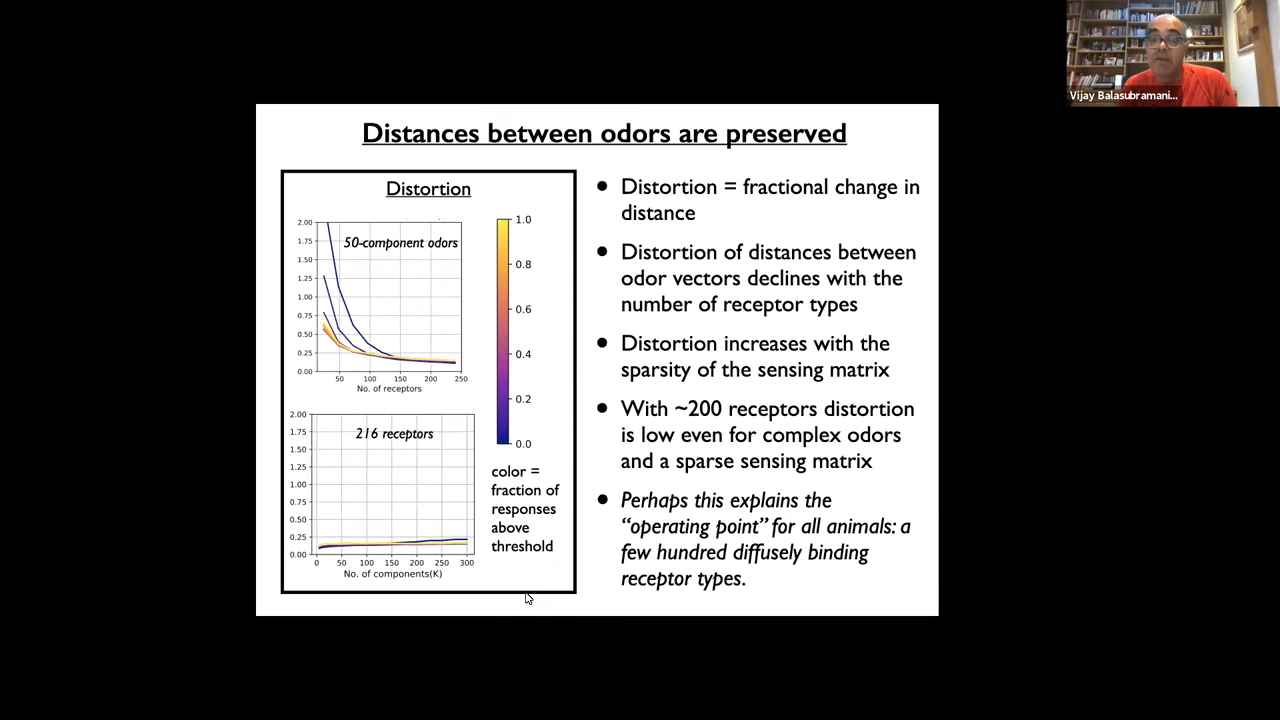 Vijay Balasubramani...
Distances between odors are preserved
Distortion
2.00
1.75
1.50
1.25
1.00
0.75
0.50
0.25
0.00
50-component odors
50
100
150
200
250
No. of receptors
2.00
1.75
1.50
1.25
1.00
0.75
0.50
0.25
0.00
216 receptors
0
50
100
150
200
250
300
No. of components(K)
1.0
0.8
0.6
0.4
0.2
0.0
color =
fraction of
responses
above
threshold
• Distortion = fractional change in
distance
• Distortion of distances between
odor vectors declines with the
number of receptor types
• Distortion increases with the
sparsity of the sensing matrix
• With ~200 receptors distortion
is low even for complex odors
and a sparse sensing matrix
• Perhaps this explains the
“operating point” for all animals: a
few hundred diffusely binding
receptor types.